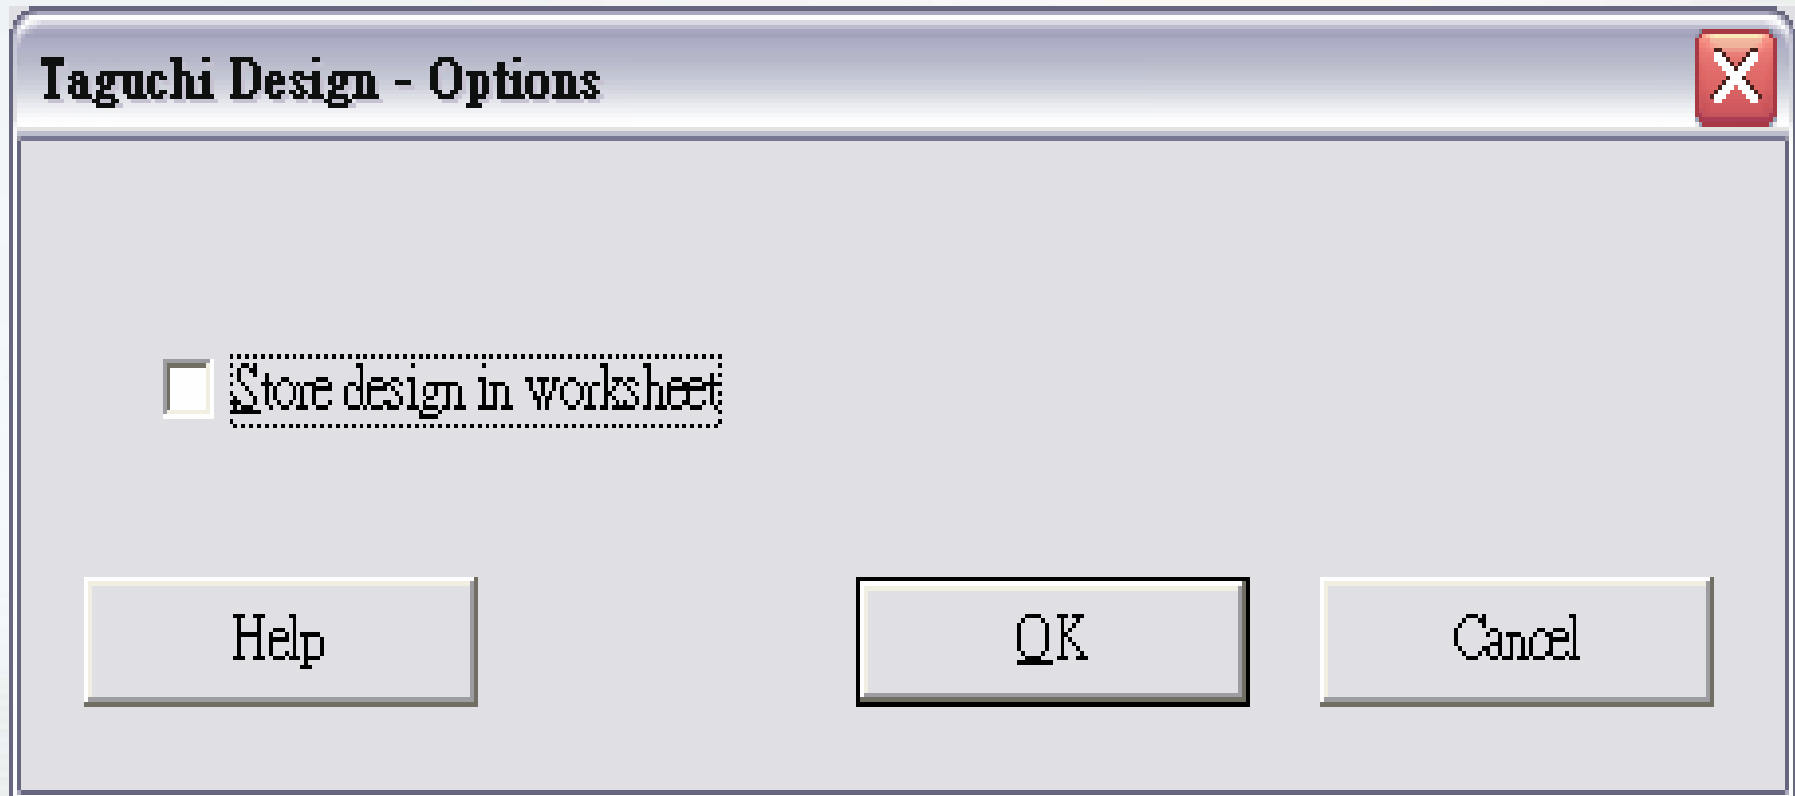 Taguchi Design - Options
Store design in worksheet
Help
OK
Cancel